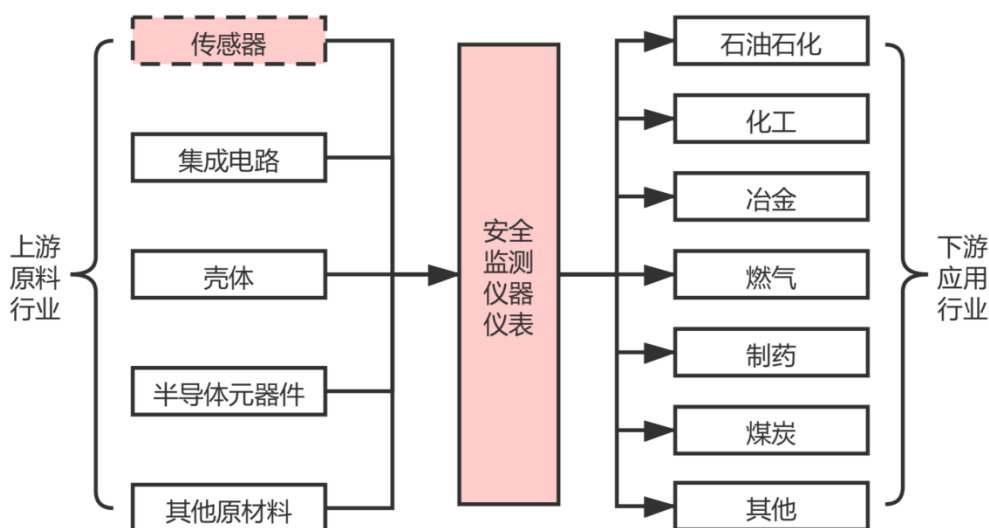 上游
原料
行业
传感器
集成电路
壳体
半导体元器件
其他原材料
安全
监测
仪器
仪表
石油石化
化工
冶金
燃气
制药
煤炭
其他
下游
应用
行业